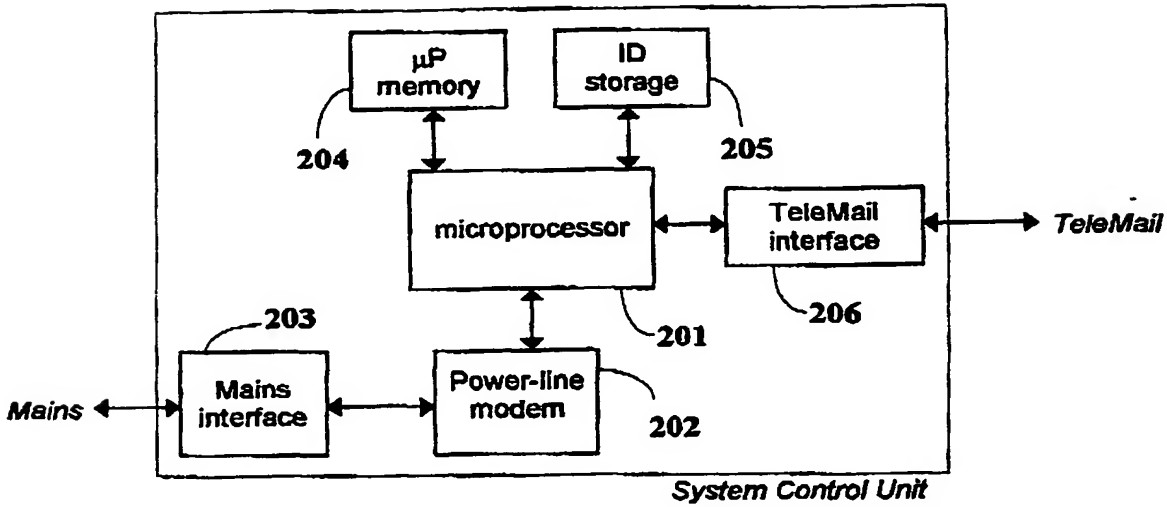 μP
memory
ID
storage
204
205
microprocessor
TeleMail
interface
TeleMail
203
201
206
Mains
Mains
interface
Power-line
modem
202
System Control Unit